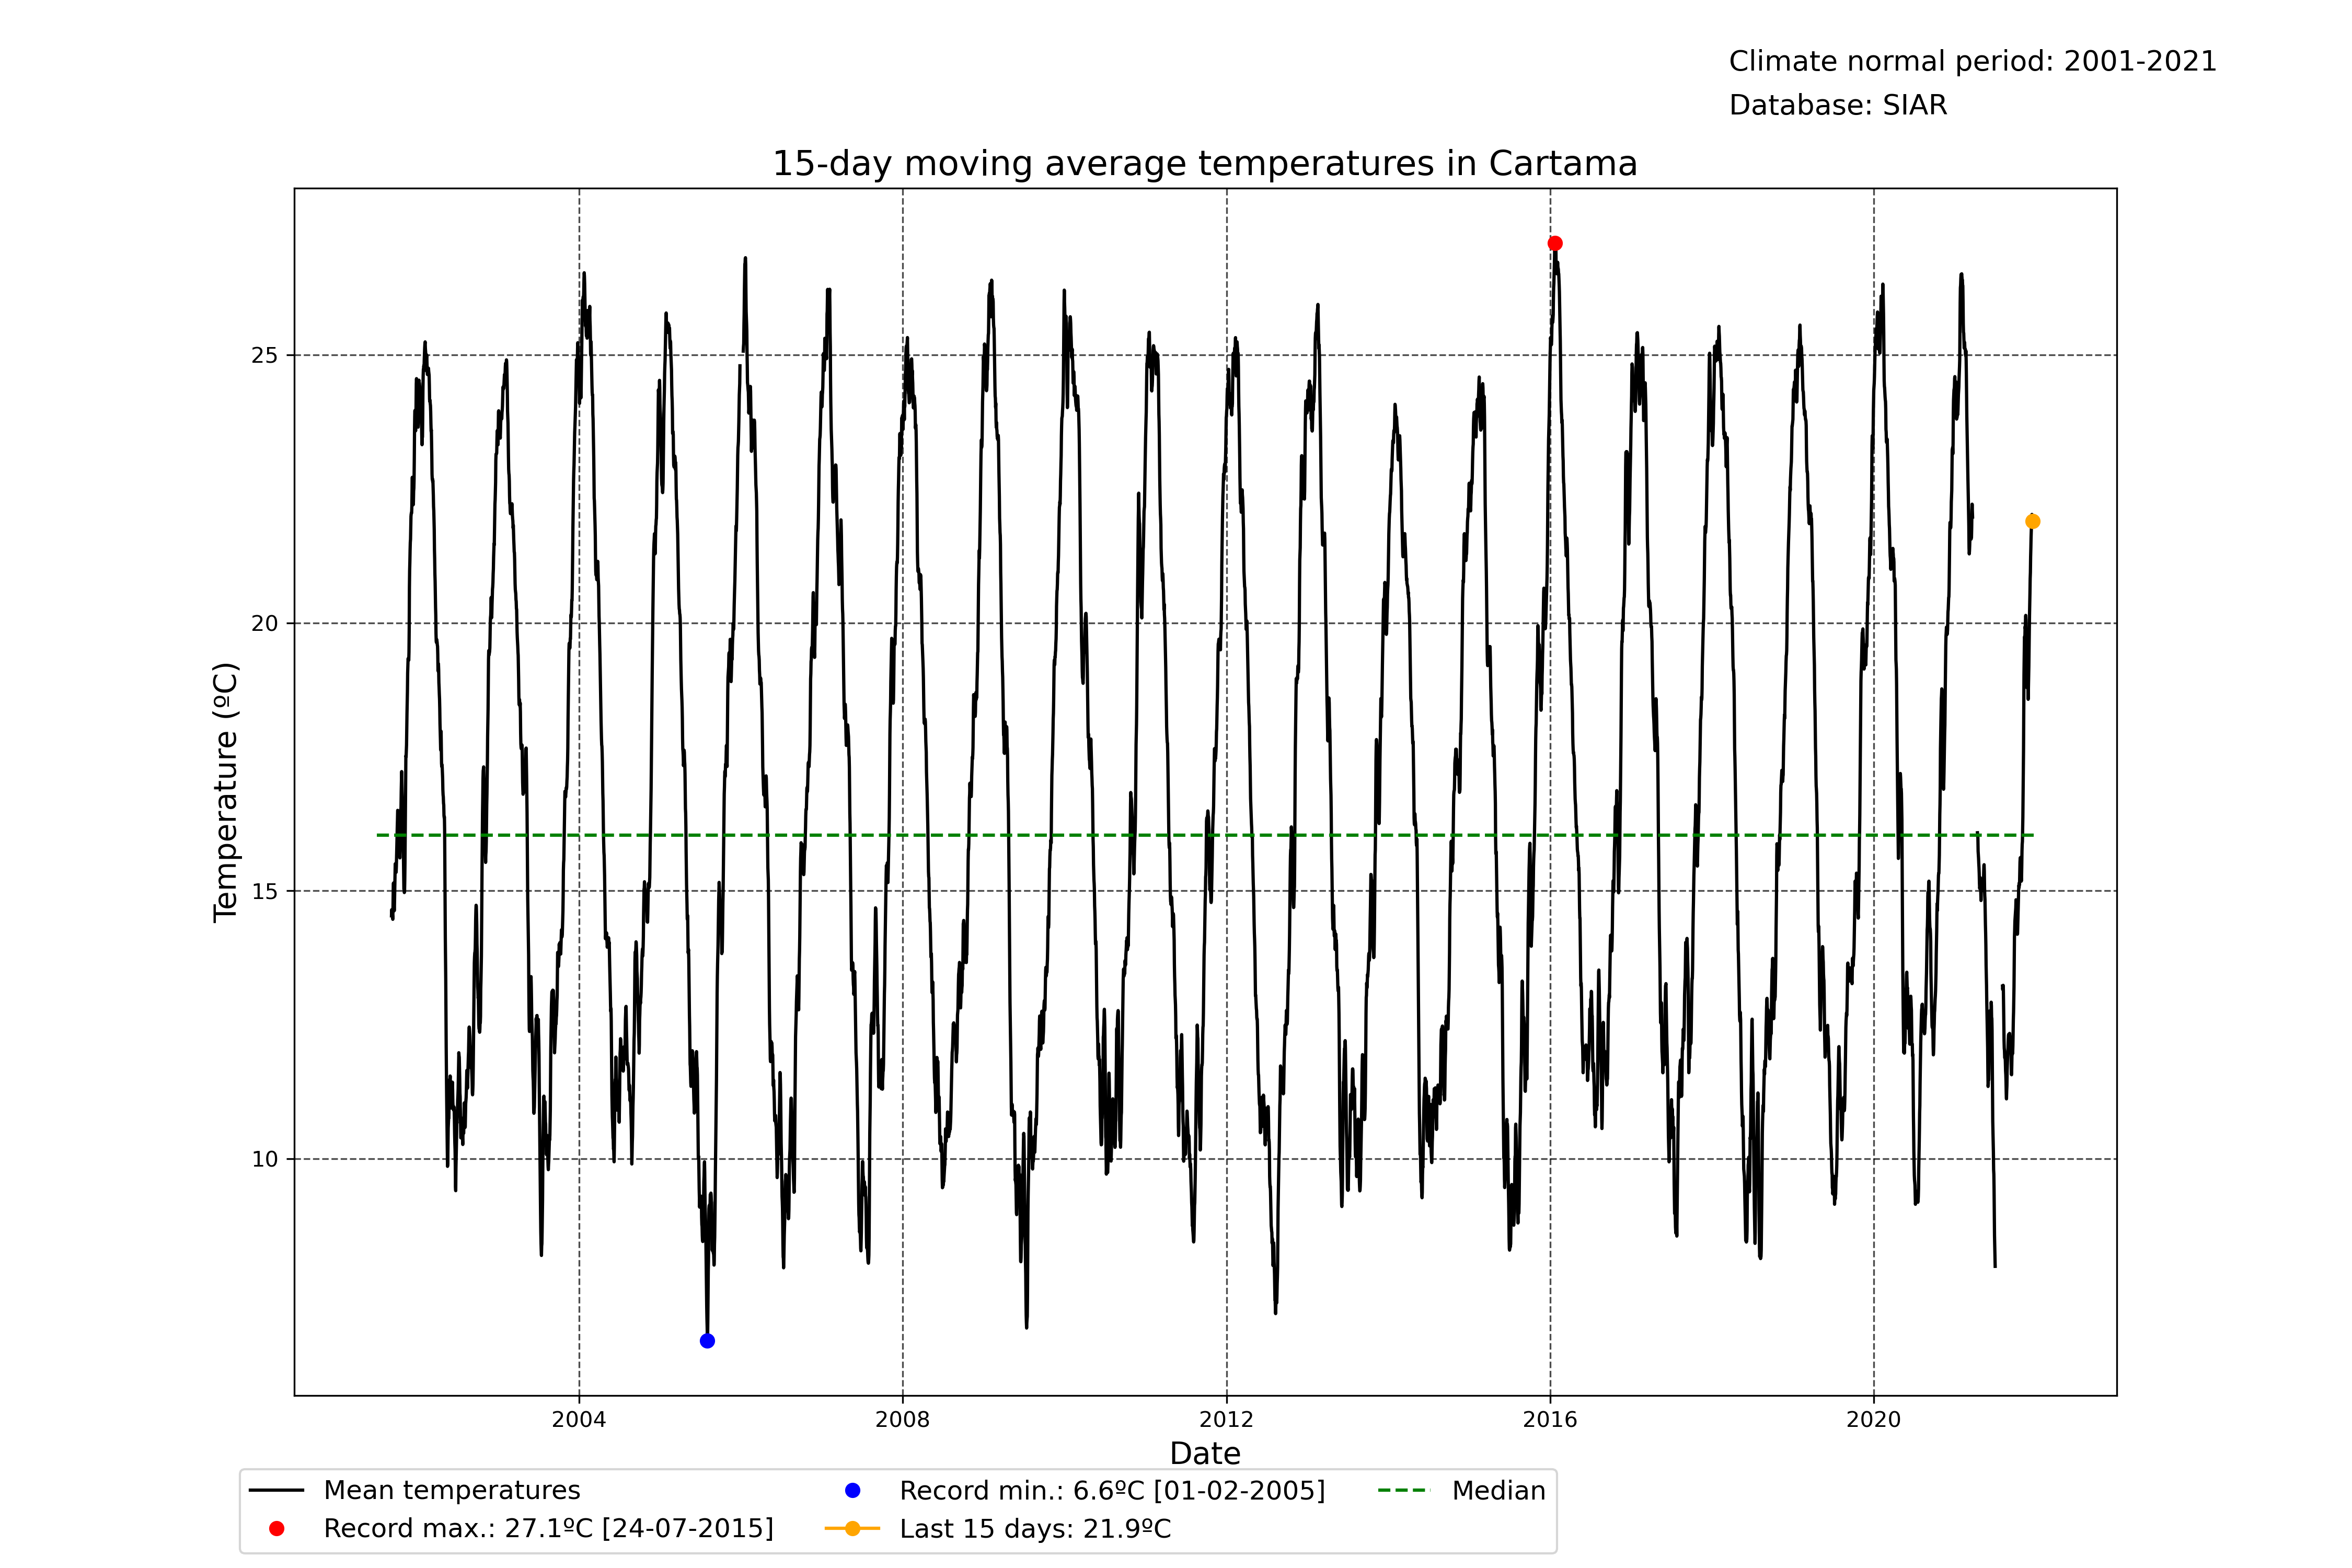 Climate normal period: 2001-2021
Database: SIAR
15-day moving average temperatures in Cartama
Temperature (ºC)
25
20
15
10
2004
2008
2012
2016
2020
Date
Mean temperatures
Record max.: 27.1ºC [24-07-2015]
Record min.: 6.6ºC [01-02-2005]
Last 15 days: 21.9ºC
Median